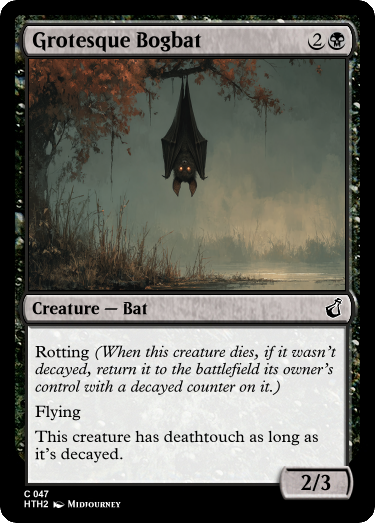 Grotesque Bogbat 2
Creature — Bat
Rotting (When this creature dies, if it wasn't
decayed, return it to the battlefield its owner's
control with a decayed counter on it.)
Flying
This creature has deathtouch as long as
it's decayed.
2/3
C 047
HTH2 Midjourney